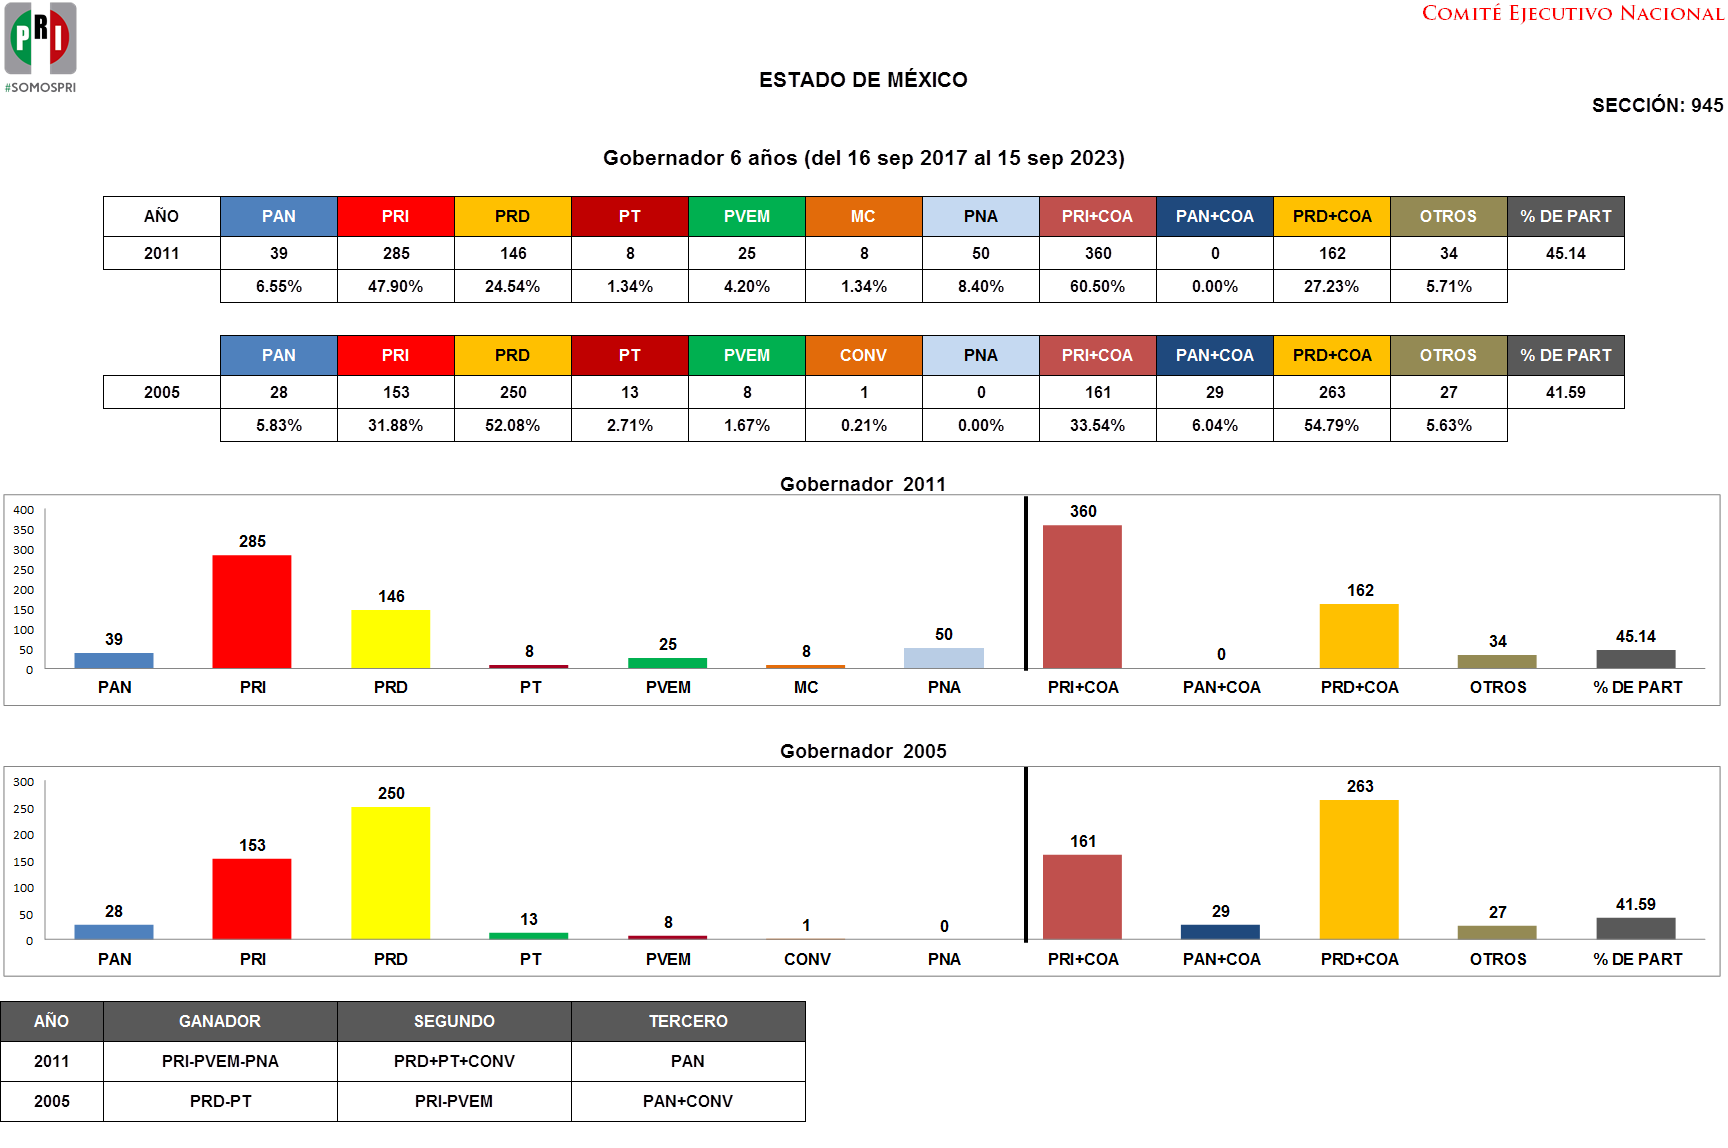 PRI
#SOMOSPRI
COMITÉ EJECUTIVO NACIONAL
ESTADO DE MÉXICO
SECCIÓN: 945
Gobernador 6 años (del 16 sep 2017 al 15 sep 2023)
AÑO PAN PRI PRD PT PVEM MC PNA PRI+COA PAN+COA PRD+COA OTROS % DE PART
2011 39 285 146 8 25 8 50 360 0 162 34 45.14
6.55% 47.90% 24.54% 1.34% 4.20% 1.34% 8.40% 60.50% 0.00% 27.23% 5.71%
PAN PRI PRD PT PVEM CONV PNA PRI+COA PAN+COA PRD+COA OTROS % DE PART
2005 28 153 250 13 8 1 0 161 29 263 27 41.59
5.83% 31.88% 52.08% 2.71% 1.67% 0.21% 0.00% 33.54% 6.04% 54.79% 5.63%
Gobernador 2011
400
350
300
250
200
150
100
50
0
39 285 146 8 25 8 50 360 0 162 34 45.14
PAN PRI PRD PT PVEM MC PNA PRI+COA PAN+COA PRD+COA OTROS % DE PART
Gobernador 2005
300
250
200
150
100
50
0
28 153 250 13 8 1 0 161 29 263 27 41.59
PAN PRI PRD PT PVEM CONV PNA PRI+COA PAN+COA PRD+COA OTROS % DE PART
AÑO GANADOR SEGUNDO TERCERO
2011 PRI-PVEM-PNA PRD+PT+CONV PAN
2005 PRD-PT PRI-PVEM PAN+CONV